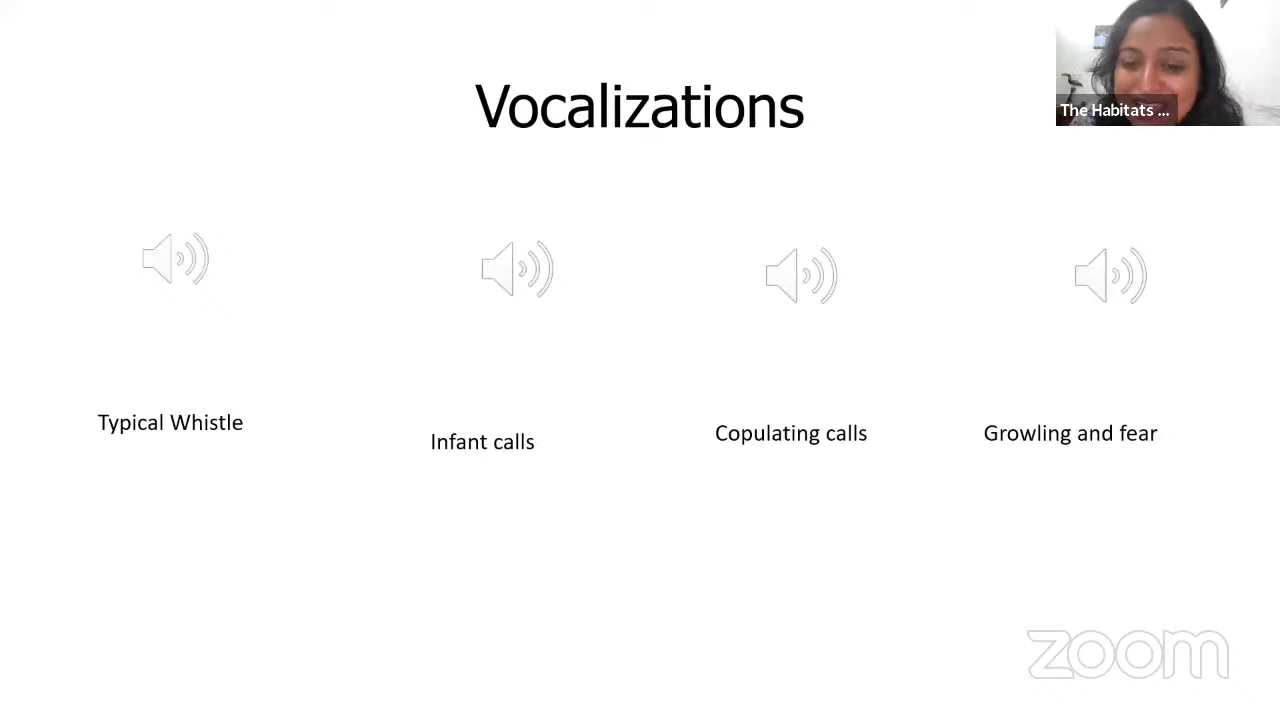 Vocalizations
The Habitats ...
Typical Whistle
Infant calls
Copulating calls
Growling and fear
zoom